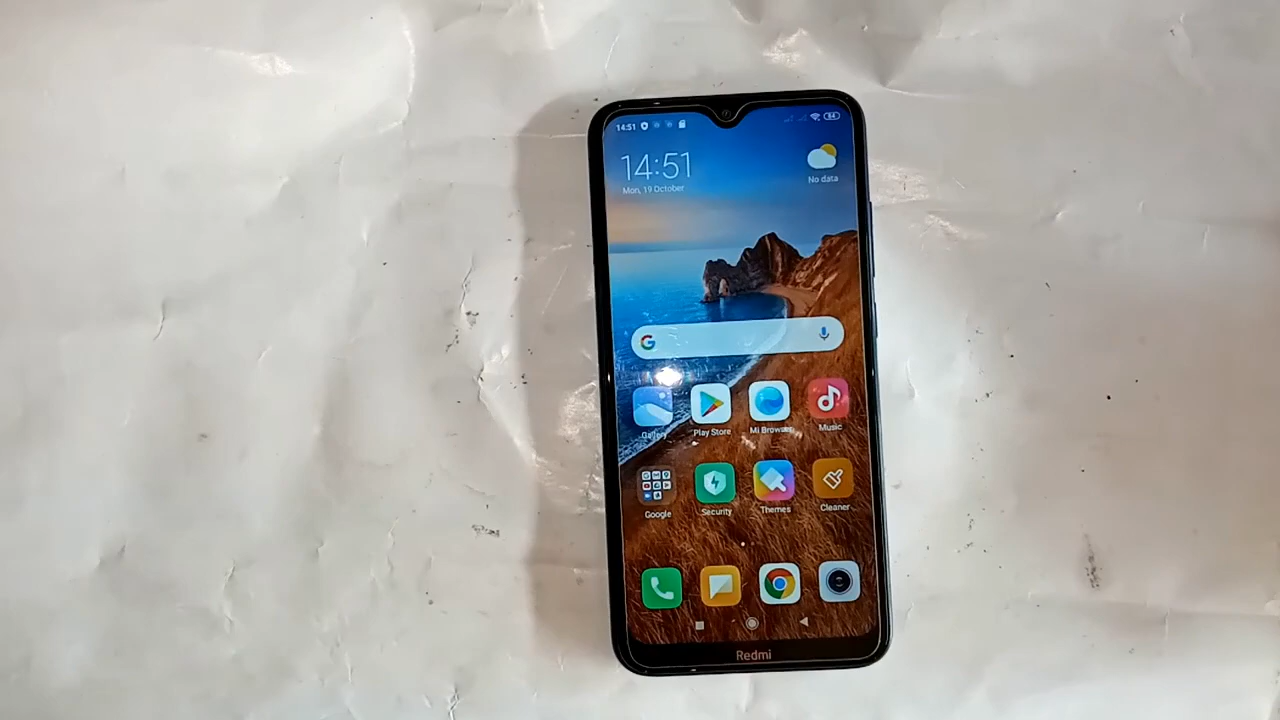 14:51
84
14:51
Mon, 19 October
No data
Gallery
Play Store
Mi Browser
Music
Google
Security
Themes
Cleaner
Redmi